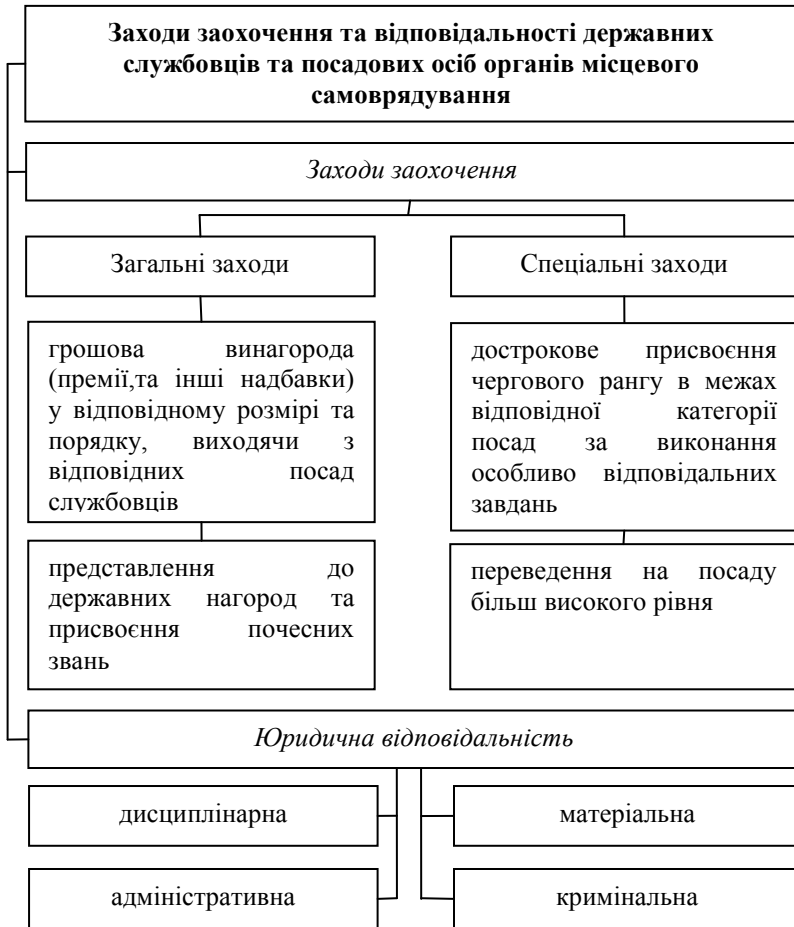 Заходи заохочення та відповідальності державних
службовців та посадових осіб органів місцевого
самоврядування
Заходи заохочення
Загальні заходи
Спеціальні заходи
грошова винагорода
(премії,та інші надбавки)
у відповідному розмірі та
порядку, виходячи з
відповідних посад
службовців
дострокове присвоєння
чергового рангу в межах
відповідної категорії
посад за виконання
особливо відповідальних
завдань
представлення до
державних нагород та
присвоєння почесних
звань
переведення на посаду
більш високого рівня
Юридична відповідальність
дисциплінарна
матеріальна
адміністративна
кримінальна